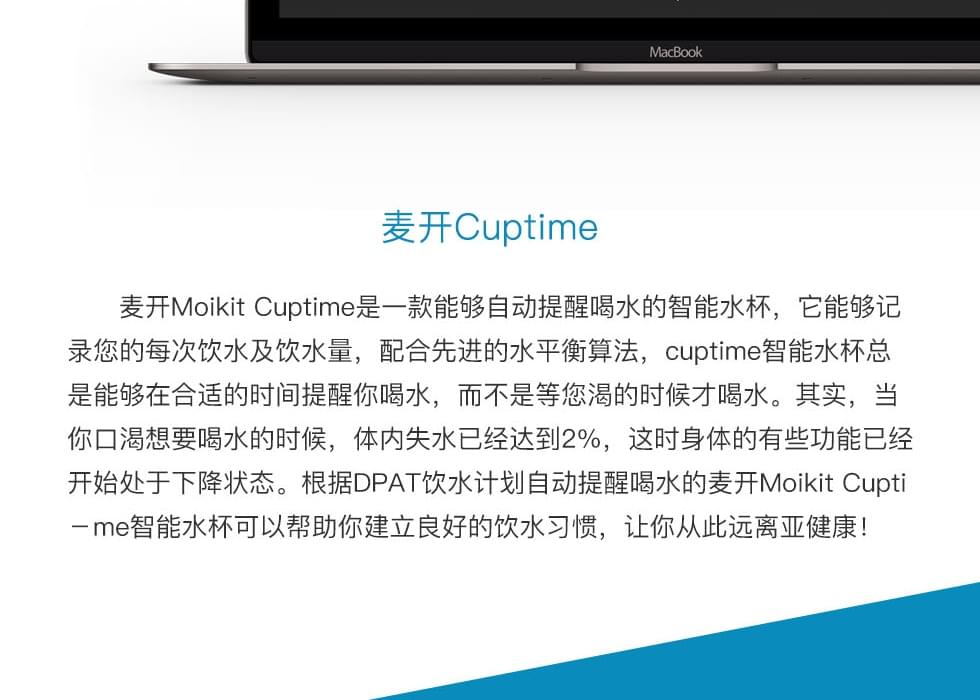 MacBook
麦开Cuptime
麦开Moikit Cuptime是一款能够自动提醒喝水的智能水杯，它能够记
录您的每次饮水及饮水量，配合先进的水平衡算法，cuptime智能水杯总
是能够在合适的时间提醒你喝水，而不是等您渴的时候才喝水。其实，当
你口渴想要喝水的时候，体内失水已经达到2%，这时身体的有些功能已经
开始处于下降状态。根据DPAT饮水计划自动提醒喝水的麦开Moikit Cupti
－me智能水杯可以帮助你建立良好的饮水习惯，让你从此远离亚健康！